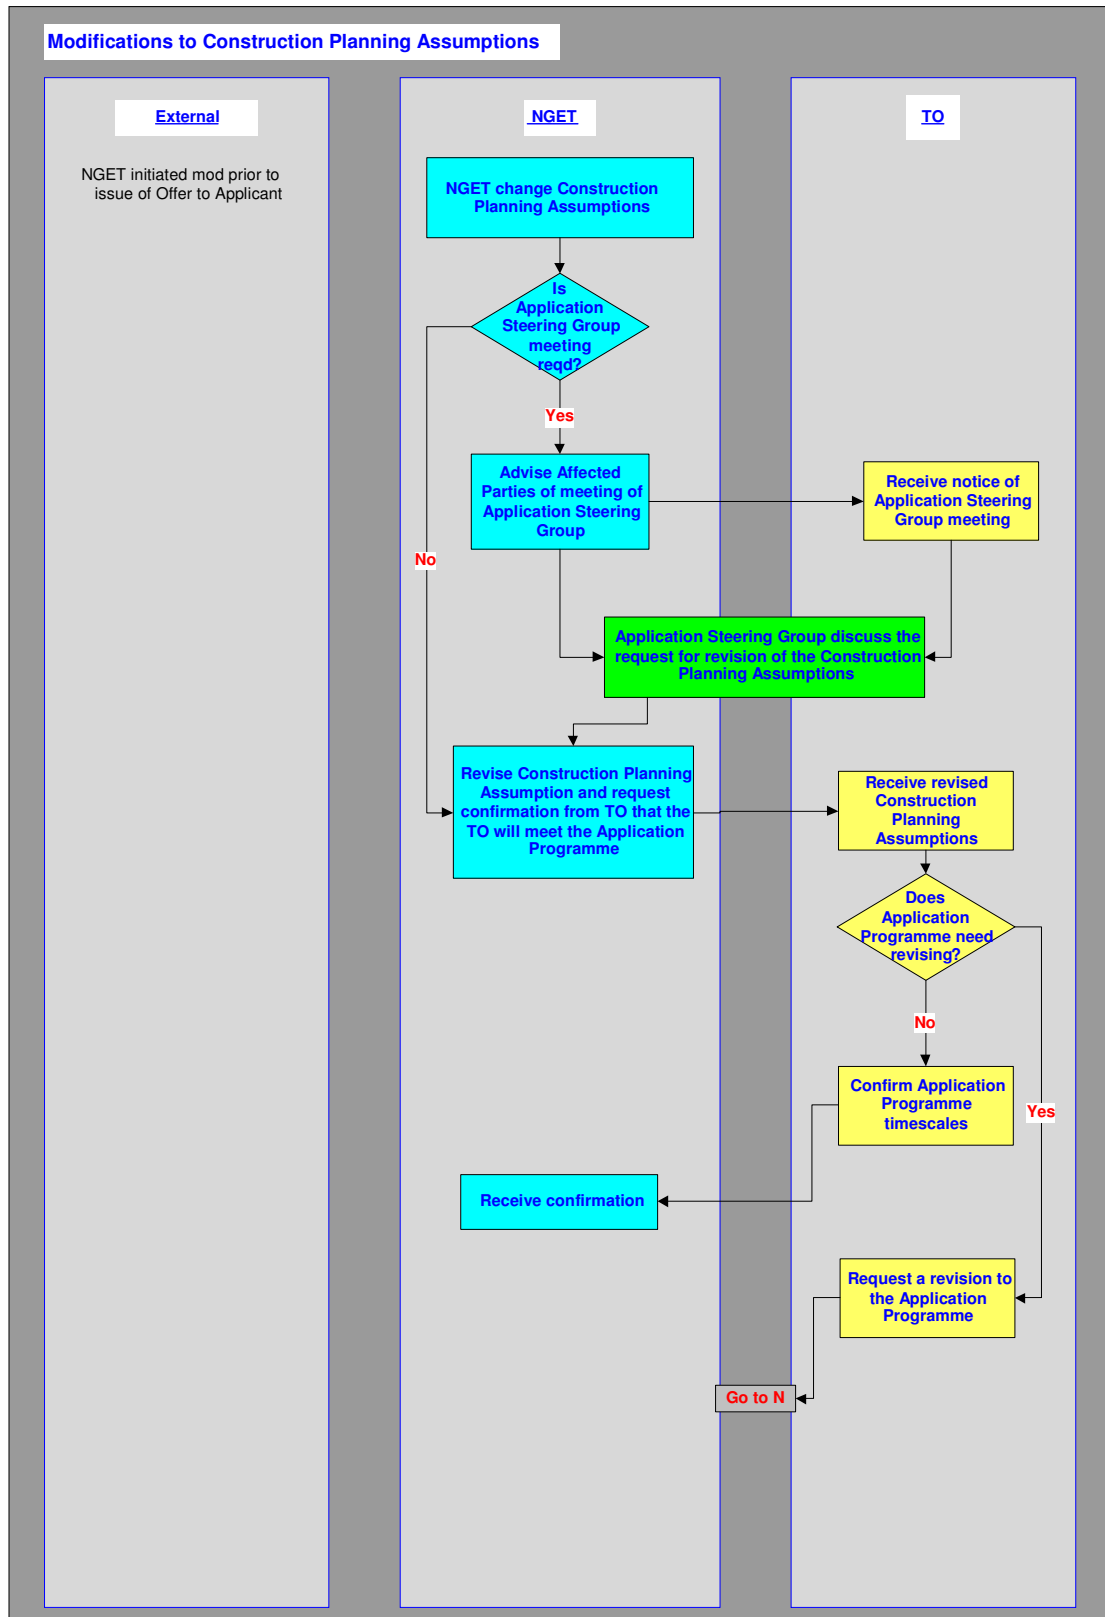 Modifications to Construction Planning Assumptions
External
NGET
TO
NGET initiated mod prior to
issue of Offer to Applicant
NGET change Construction
Planning Assumptions
Is
Application
Steering Group
meeting
reqd?
Yes
Advise Affected
Parties of meeting of
Application Steering
Group
Receive notice of
Application Steering
Group meeting
No
Application Steering Group discuss the
request for revision of the Construction
Planning Assumptions
Revise Construction Planning
Assumption and request
confirmation from TO that the
TO will meet the Application
Programme
Receive revised
Construction
Planning
Assumptions
Does
Application
Programme need
revising?
No
Confirm Application
Programme
timescales
Yes
Receive confirmation
Request a revision to
the Application
Programme
Go to N